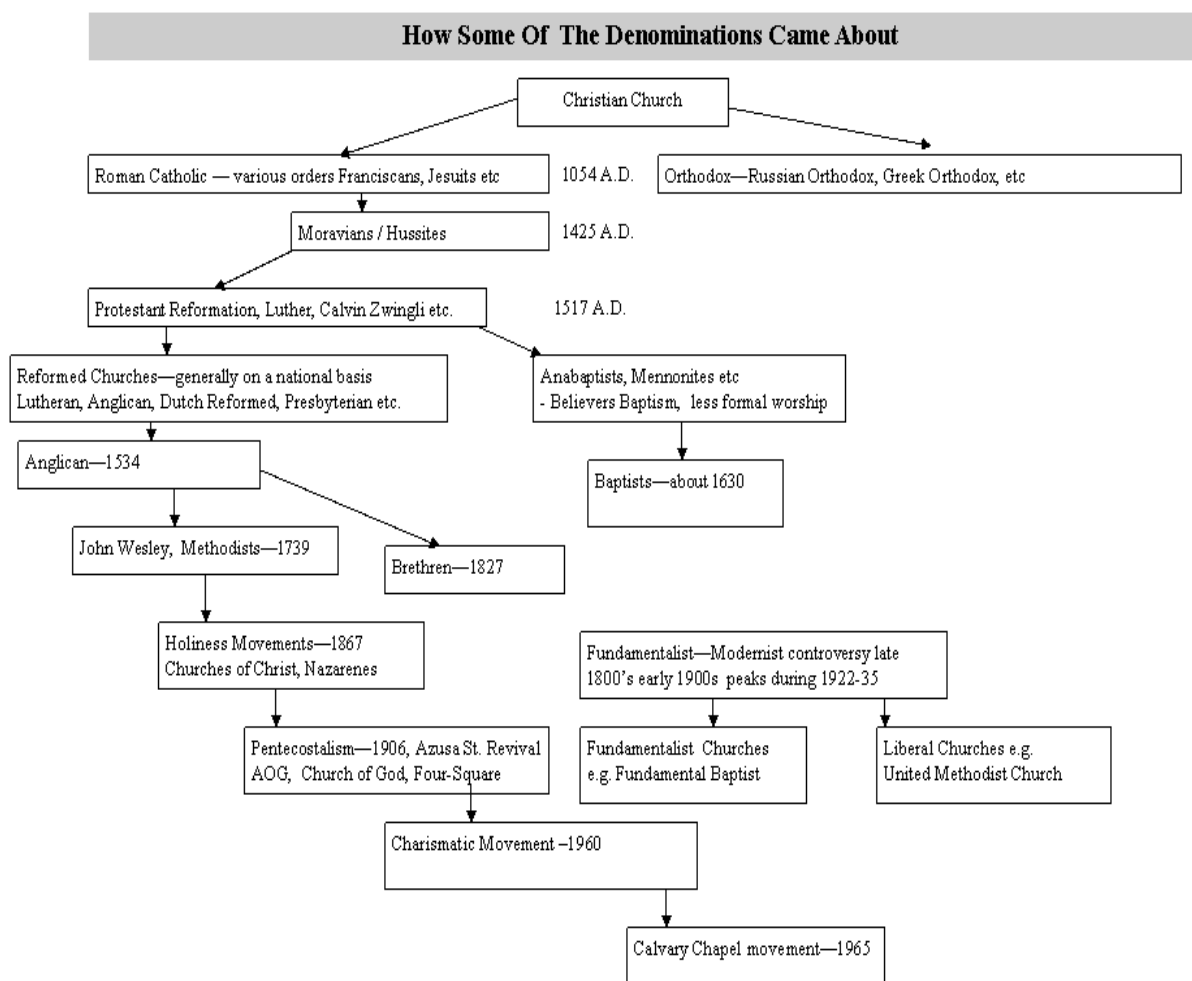 How Some Of The Denominations Came About
Christian Church
Roman Catholic — various orders Franciscans, Jesuits etc
1054 A.D.
Orthodox—Russian Orthodox, Greek Orthodox, etc
Moravians / Hussites
1425 A.D.
Protestant Reformation, Luther, Calvin Zwingli etc.
1517 A.D.
Reformed Churches—generally on a national basis
Lutheran, Anglican, Dutch Reformed, Presbyterian etc.
Anabaptists, Mennonites etc
- Believers Baptism, less formal worship
Anglican—1534
Baptists—about 1630
John Wesley, Methodists—1739
Brethren—1827
Holiness Movements—1867
Churches of Christ, Nazarenes
Fundamentalist—Modernist controversy late
1800's early 1900s peaks during 1922-35
Pentecostalism—1906, Azusa St. Revival
AOG, Church of God, Four-Square
Fundamentalist Churches
e.g. Fundamental Baptist
Liberal Churches e.g.
United Methodist Church
Charismatic Movement –1960
Calvary Chapel movement—1965